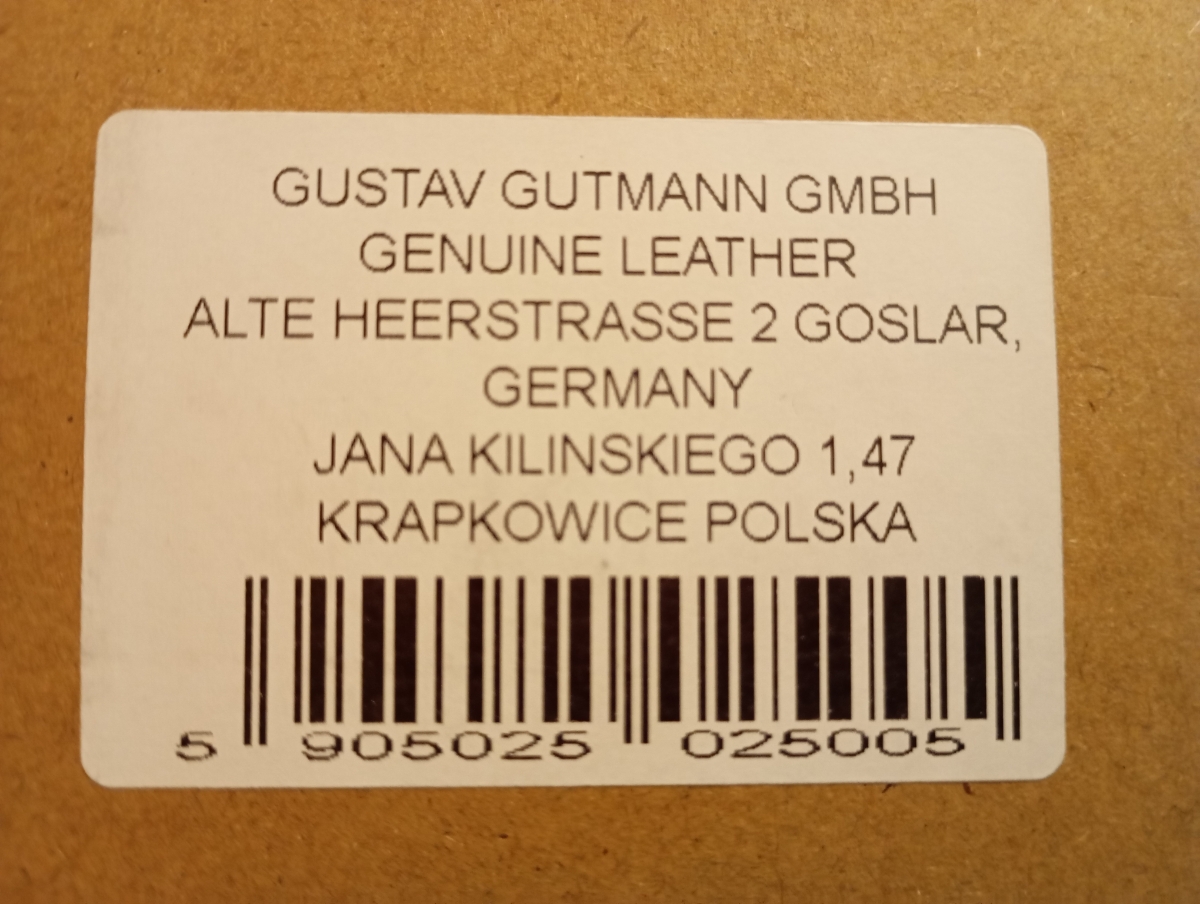 GUSTAV GUTMANN GMBH
GENUINE LEATHER
ALTE HEERSTRASSE 2 GOSLAR,
GERMANY
JANA KILINSKIEGO 1,47
KRAPKOWICE POLSKA
5 905025 025005